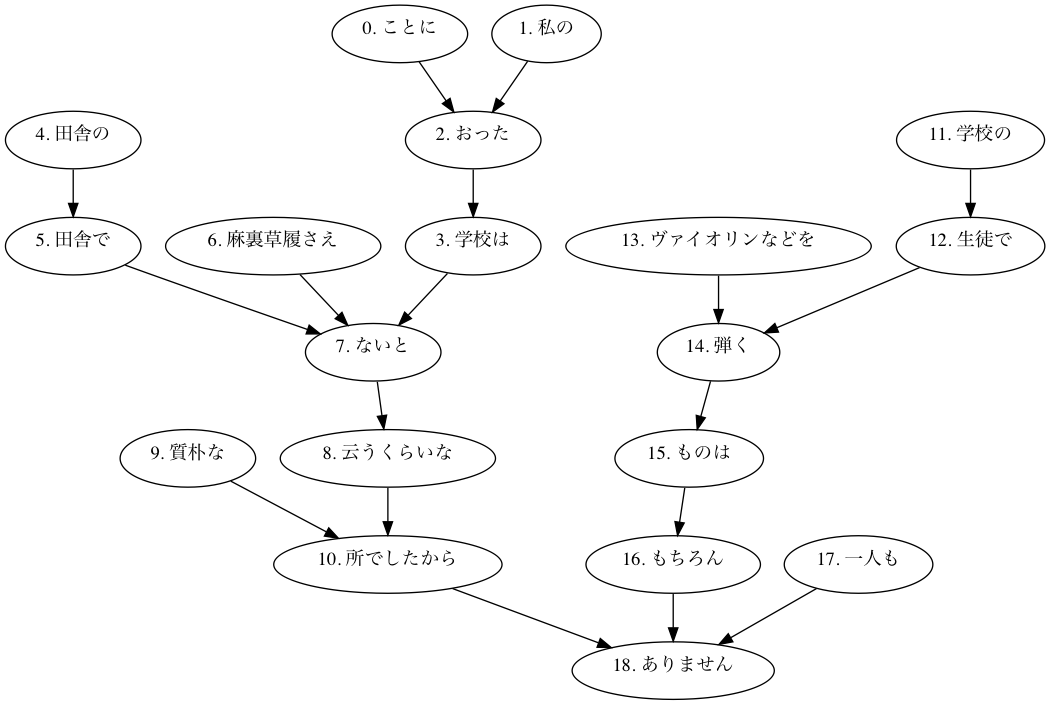 0. ことに
1. 私の
2. おった
3. 学校は
4. 田舎の
5. 田舎で
6. 麻裏草履さえ
7. ないと
8. 云うくらいな
9. 質朴な
10. 所でしたから
11. 学校の
12. 生徒で
13. ヴァイオリンなどを
14. 弾く
15. ものは
16. もちろん
17. 一人も
18. ありません